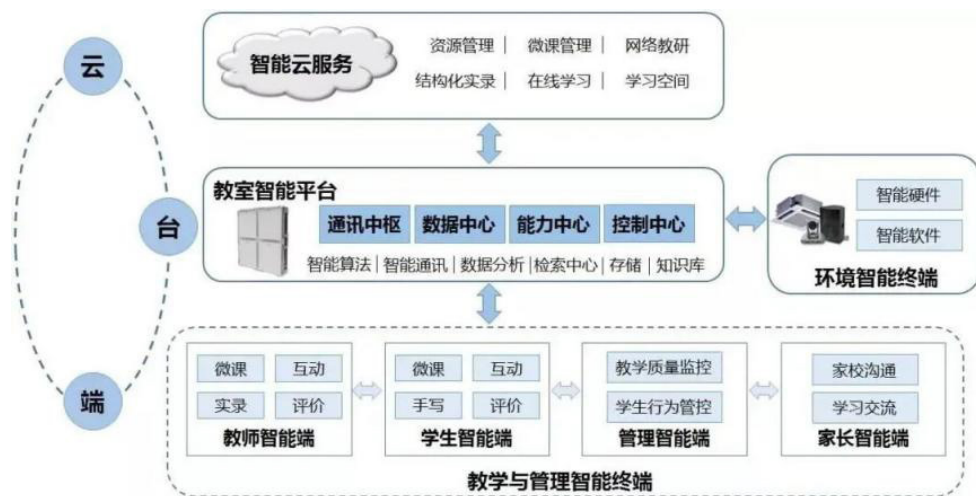 云
台
端
智能云服务
资源管理｜ 微课管理｜ 网络教研
结构化实录｜ 在线学习｜ 学习空间
教室智能平台
通讯中枢 数据中心 能力中心 控制中心
智能算法｜智能通讯｜数据分析｜检索中心｜存储｜知识库
智能硬件
智能软件
环境智能终端
微课 互动
实录 评价
教师智能端
微课 互动
手写 评价
学生智能端
教学质量监控
学生行为管控
管理智能端
家校沟通
学习交流
家长智能端
教学与管理智能终端